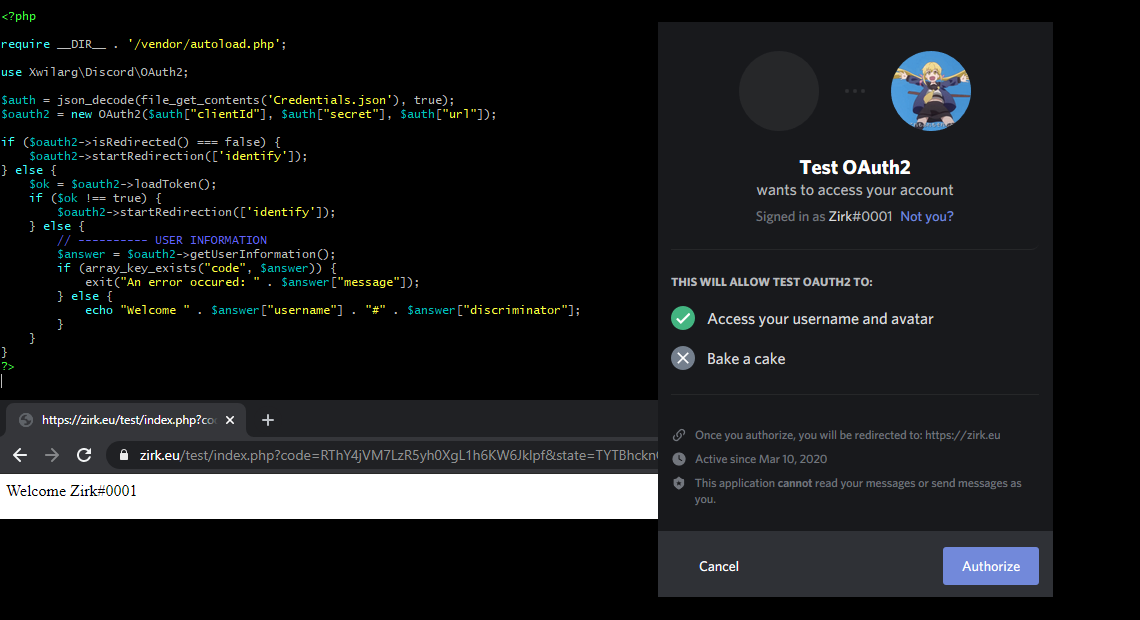 <?php
require __DIR__ . '/vendor/autoload.php';
use Xwilarg\Discord\OAuth2;
$auth = json_decode(file_get_contents('Credentials.json'), true);
$oauth2 = new OAuth2($auth["clientId"], $auth["secret"], $auth["url"]);
if ($oauth2->isRedirected() === false) {
    $oauth2->startRedirection(['identify']);
} else {
    $ok = $oauth2->loadToken();
    if ($ok !== true) {
        $oauth2->startRedirection(['identify']);
    } else {
        // ---------- USER INFORMATION
        $answer = $oauth2->getUserInformation();
        if (array_key_exists("code", $answer)) {
            exit("An error occured: " . $answer["message"]);
        } else {
            echo "Welcome " . $answer["username"] . "#" . $answer["discriminator"];
        }
    }
}
?>
https://zirk.eu/test/index.php?co
zirk.eu/test/index.php?code=RThY4jVM7LzR5yh0XgL1h6KW6Jklpf&state=TYTBhckn
Welcome Zirk#0001
Test OAuth2
wants to access your account
Signed in as Zirk#0001 Not you?
THIS WILL ALLOW TEST OAUTH2 TO:
Access your username and avatar
Bake a cake
Once you authorize, you will be redirected to: https://zirk.eu
Active since Mar 10, 2020
This application cannot read your messages or send messages as
you.
Cancel
Authorize